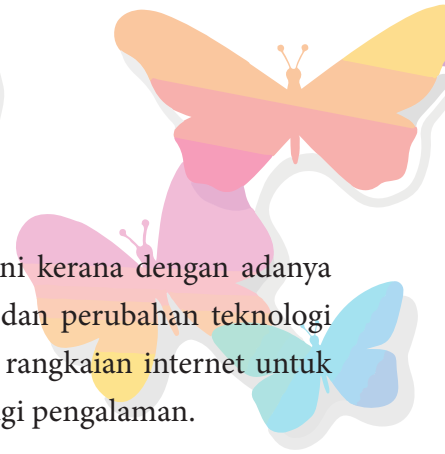 ni kerana dengan adanya
dan perubahan teknologi
rangkaian internet untuk
gi pengalaman.